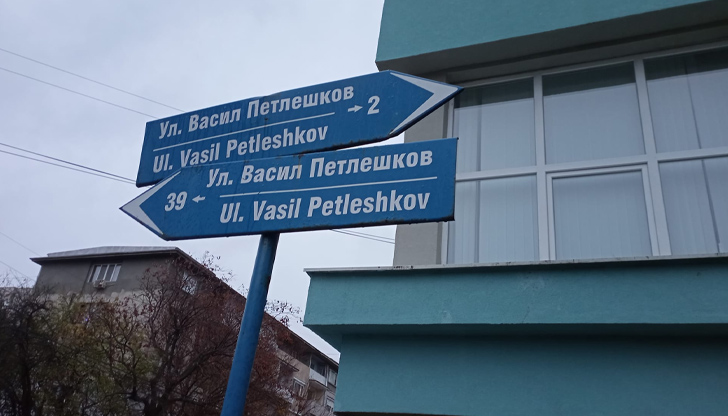 Ул. Васил Петлешков
→ 2
Ul. Vasil Petleshkov
Ул. Васил Петлешков
39 ←
Ul. Vasil Petleshkov